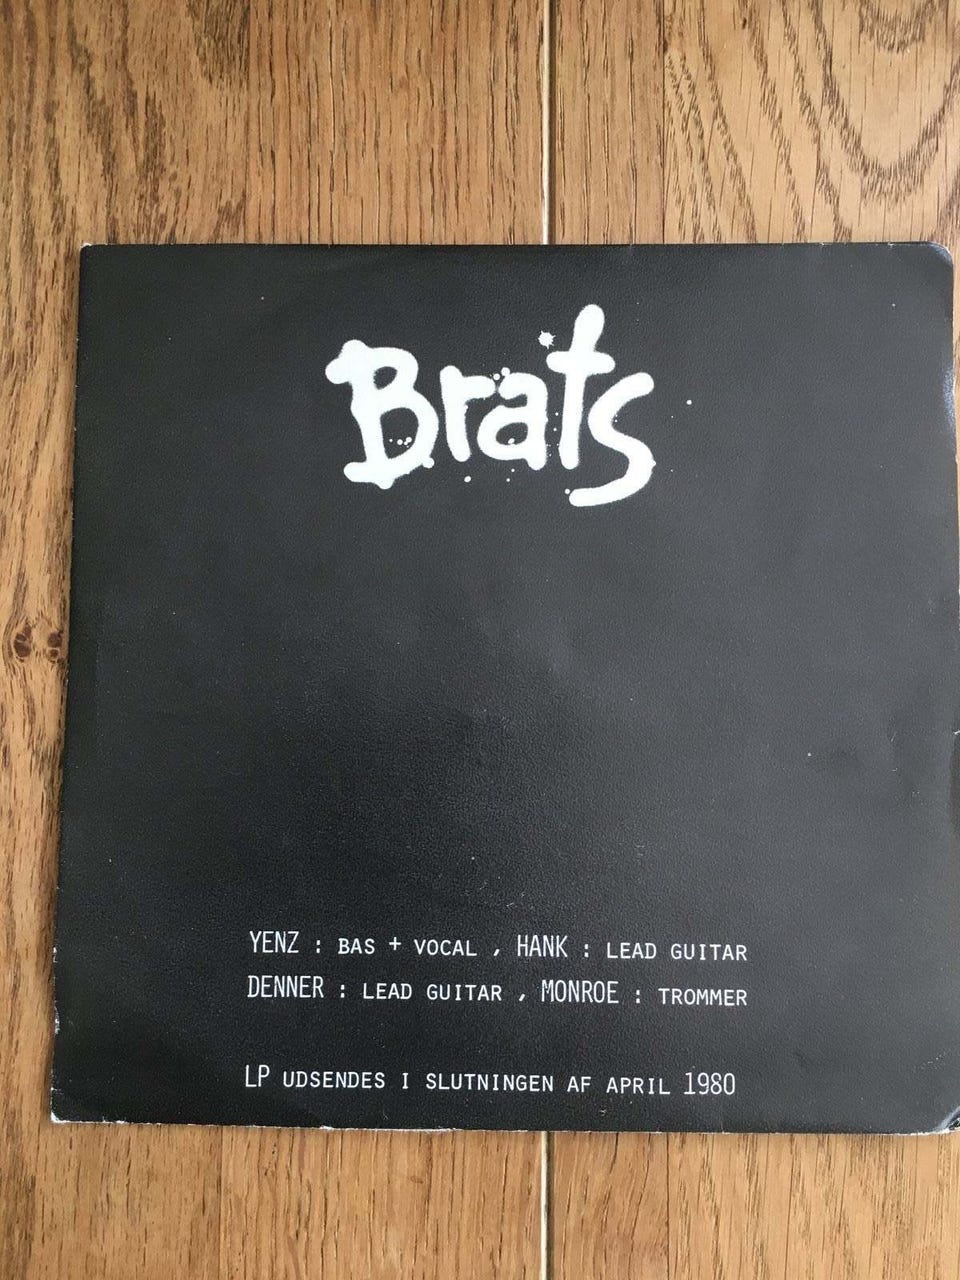 Brats
YENZ : BAS + VOCAL , HANK : LEAD GUITAR
DENNER : LEAD GUITAR , MONROE : TROMMER
LP UDSENDES I SLUTNINGEN AF APRIL 1980